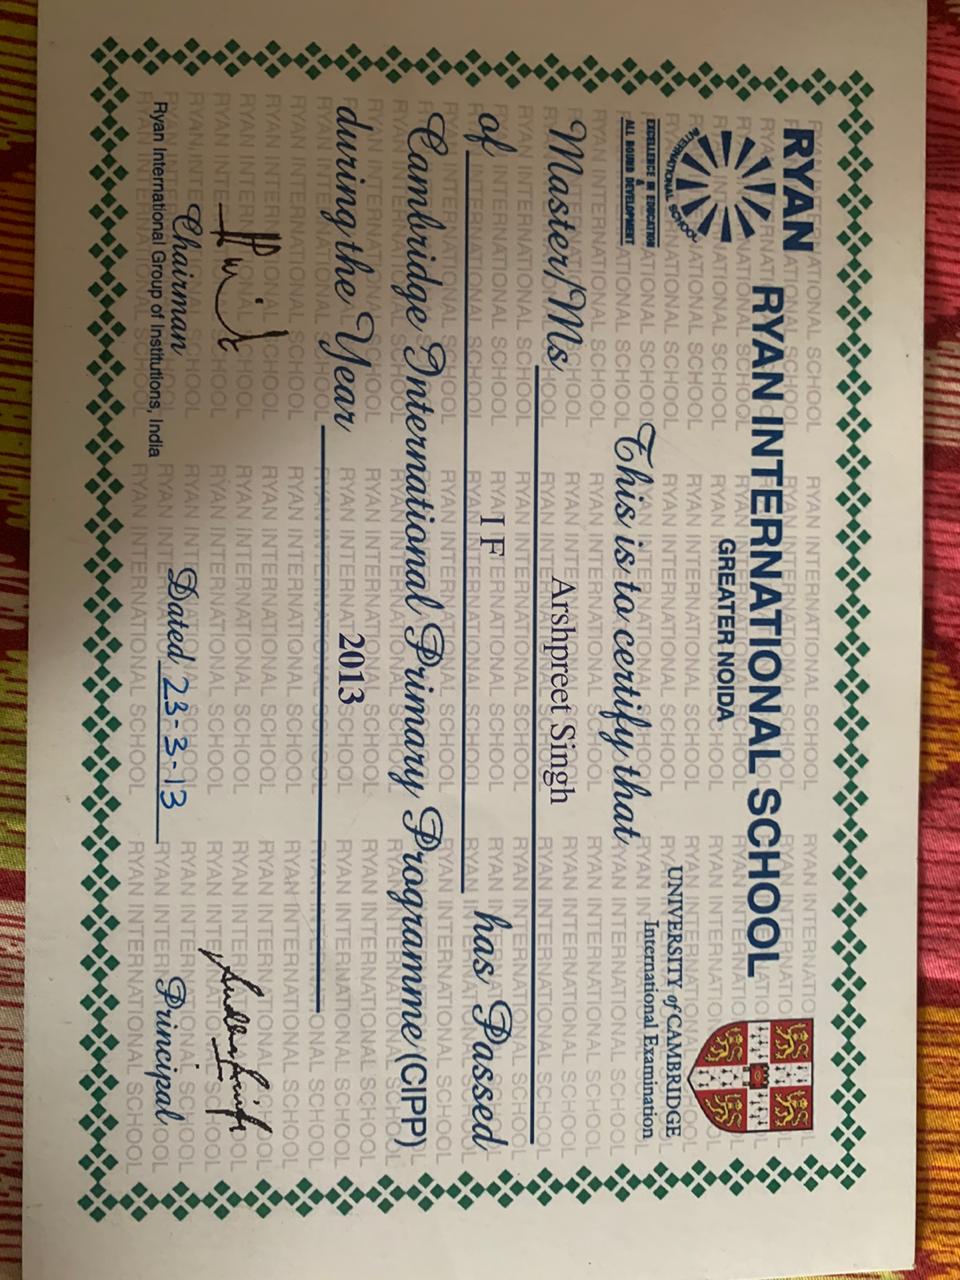 RYAN INTERNATIONAL SCHOOL
GREATER NOIDA
RYAN
INTERNATIONAL SCHOOL
EXCELLENCE IN EDUCATION
&
ALL ROUND DEVELOPMENT
UNIVERSITY of CAMBRIDGE
International Examination
This is to certify that
Master/Ms Arshpreet Singh
of I F has Passed
Cambridge International Primary Programme (CIPP)
during the Year 2013
Chairman
Ryan International Group of Institutions, India
Dated 23-3-13
Principal